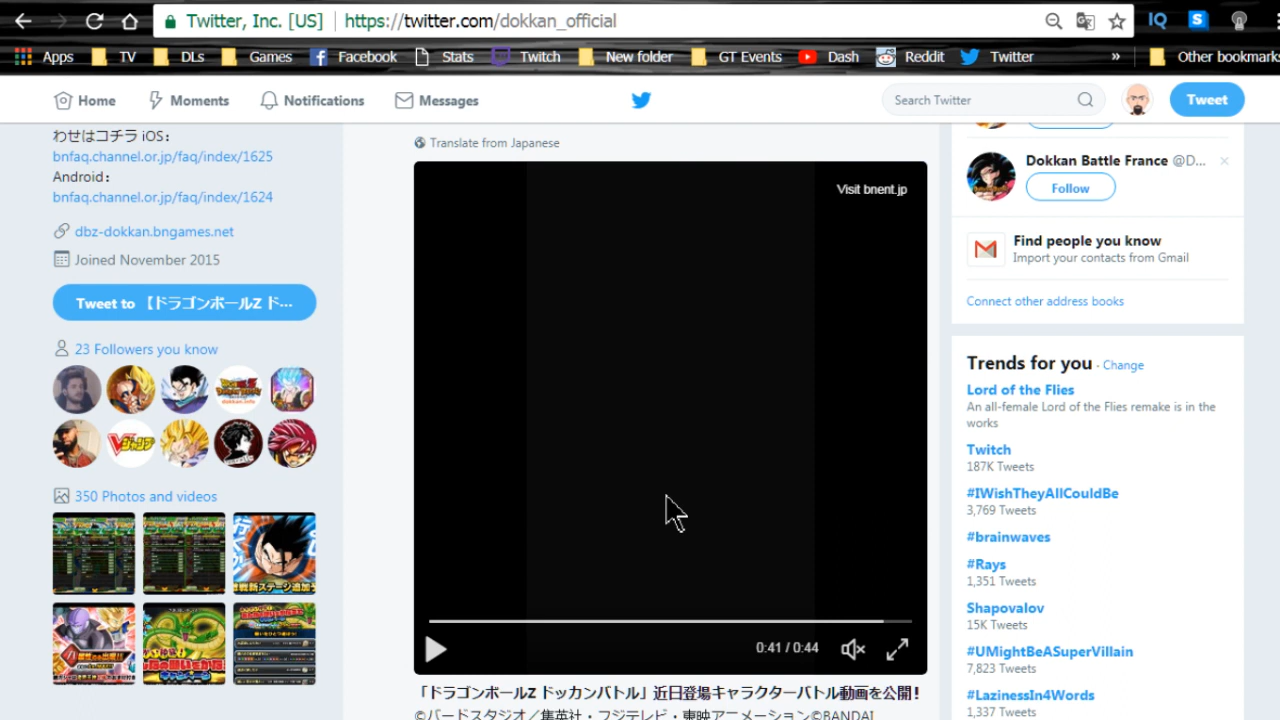 Twitter, Inc. [US] https://twitter.com/dokkan_official
Apps TV DLs Games Facebook Stats Twitch New folder GT Events Dash Reddit Twitter » Other bookmarks
Home Moments Notifications Messages Search Twitter Tweet
わせはコチラ iOS：
bnfaq.channel.or.jp/faq/index/1625
Android：
bnfaq.channel.or.jp/faq/index/1624
dbz-dokkan.bngames.net
Joined November 2015
Tweet to 【ドラゴンボールZ ド…
23 Followers you know
350 Photos and videos
Translate from Japanese
Visit bnent.jp
0:41 / 0:44
「ドラゴンボールZ ドッカンバトル」近日登場キャラクターバトル動画を公開！
©バードスタジオ／集英社・フジテレビ・東映アニメーション©BANDAI
Dokkan Battle France @D...
Follow
Find people you know
Import your contacts from Gmail
Connect other address books
Trends for you · Change
Lord of the Flies
An all-female Lord of the Flies remake is in the
works
Twitch
187K Tweets
#IWishTheyAllCouldBe
3,769 Tweets
#brainwaves
#Rays
1,351 Tweets
Shapovalov
15K Tweets
#UMightBeASuperVillain
7,823 Tweets
#LazinessIn4Words
1,337 Tweets